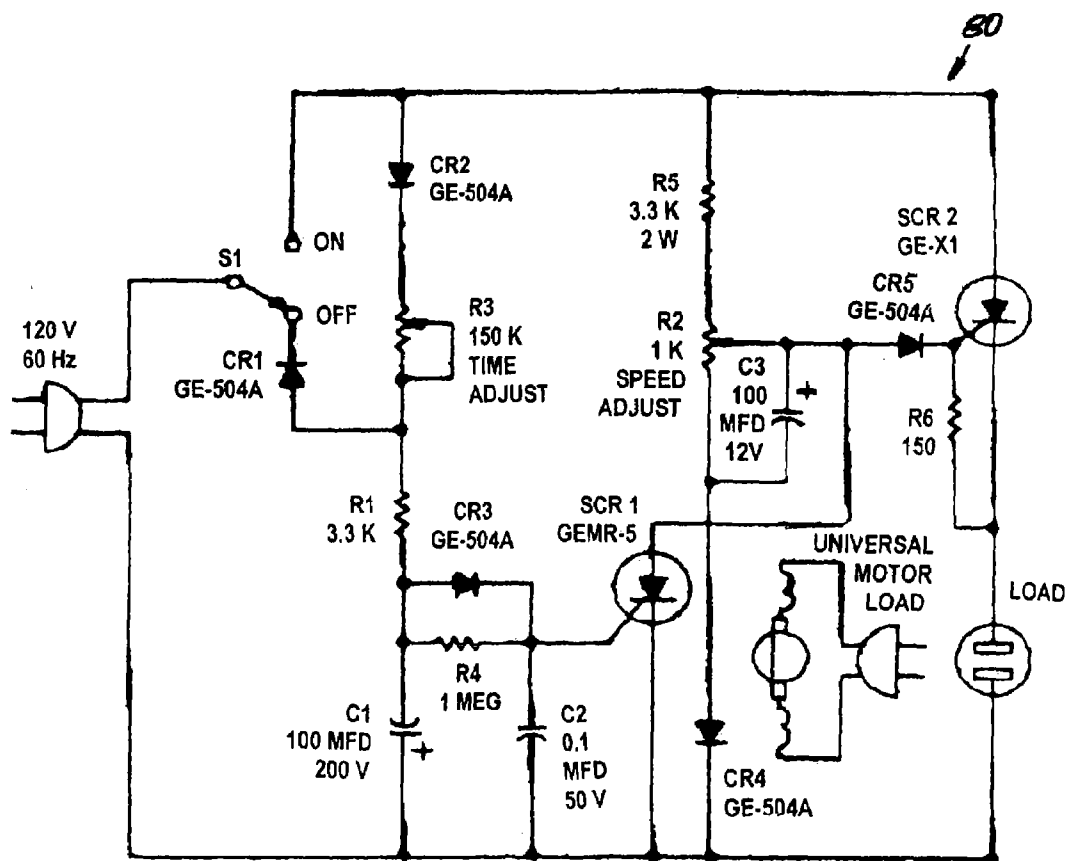 80
CR2
GE-504A
R5
3.3 K
2 W
SCR 2
GE-X1
ON
S1
OFF
CR5
GE-504A
120 V
60 Hz
R3
150 K
TIME
ADJUST
R2
1 K
SPEED
ADJUST
CR1
GE-504A
C3
100
MFD
12V
+
R6
150
R1
3.3 K
CR3
GE-504A
SCR 1
GEMR-5
UNIVERSAL
MOTOR
LOAD
LOAD
R4
1 MEG
C1
100 MFD
200 V
+
C2
0.1
MFD
50 V
CR4
GE-504A